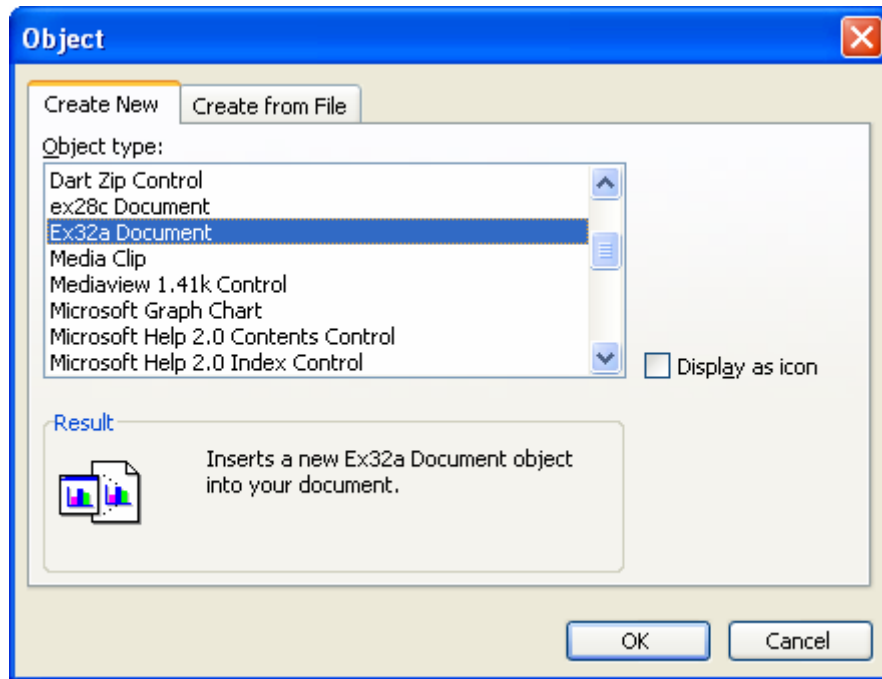 Object
Create New
Create from File
Object type:
Dart Zip Control
ex28c Document
Ex32a Document
Media Clip
Mediaview 1.41k Control
Microsoft Graph Chart
Microsoft Help 2.0 Contents Control
Microsoft Help 2.0 Index Control
Display as icon
Result
Inserts a new Ex32a Document object
into your document.
OK
Cancel